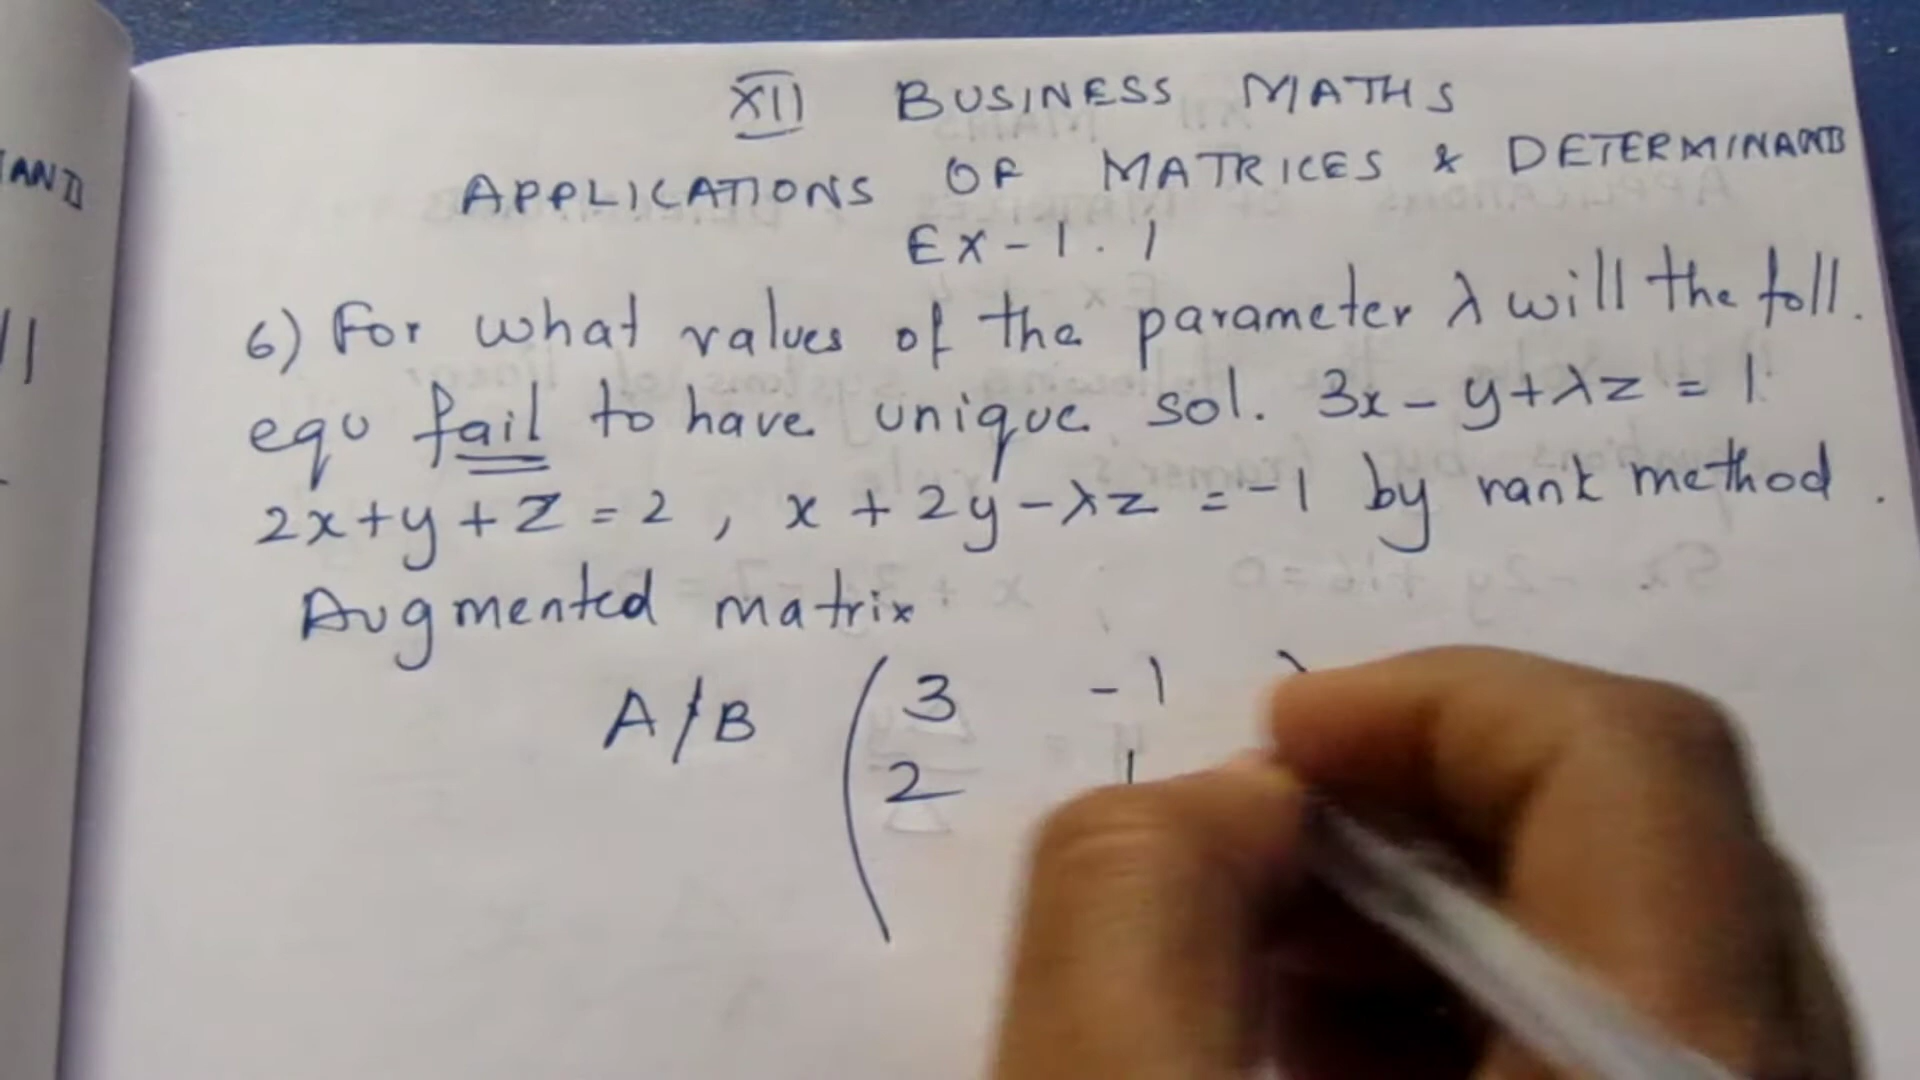 XII BUSINESS MATHS
APPLICATIONS OF MATRICES & DETERMINANTS
EX-1.1
6) For what values of the parameter λ will the foll.
equ fail to have unique sol. 3x - y + λz = 1
2x + y + z = 2, x + 2y - λz = -1 by rank method.
Augmented matrix
A/B ( 3 -1 λ
2 1